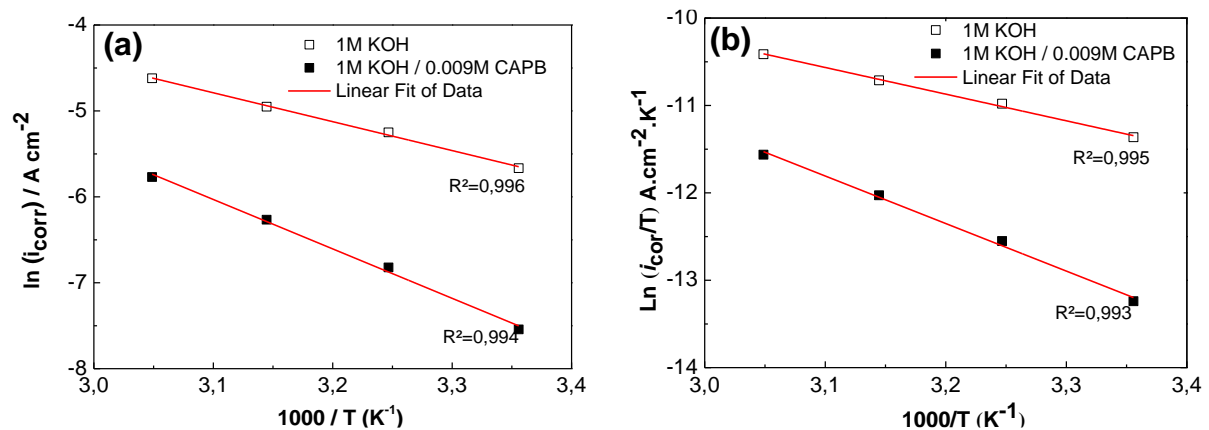 (a)
1M KOH
1M KOH / 0.009M CAPB
Linear Fit of Data
R²=0,996
R²=0,994
-4
-5
-6
-7
-8
3,0
3,1
3,2
3,3
3,4
ln (i_corr) / A cm⁻²
1000 / T (K⁻¹)
(b)
1M KOH
1M KOH / 0.009M CAPB
Linear Fit of Data
R²=0,995
R²=0,993
-10
-11
-12
-13
-14
3,0
3,1
3,2
3,3
3,4
Ln (i_cor/T) A.cm⁻².K⁻¹
1000/T (K⁻¹)